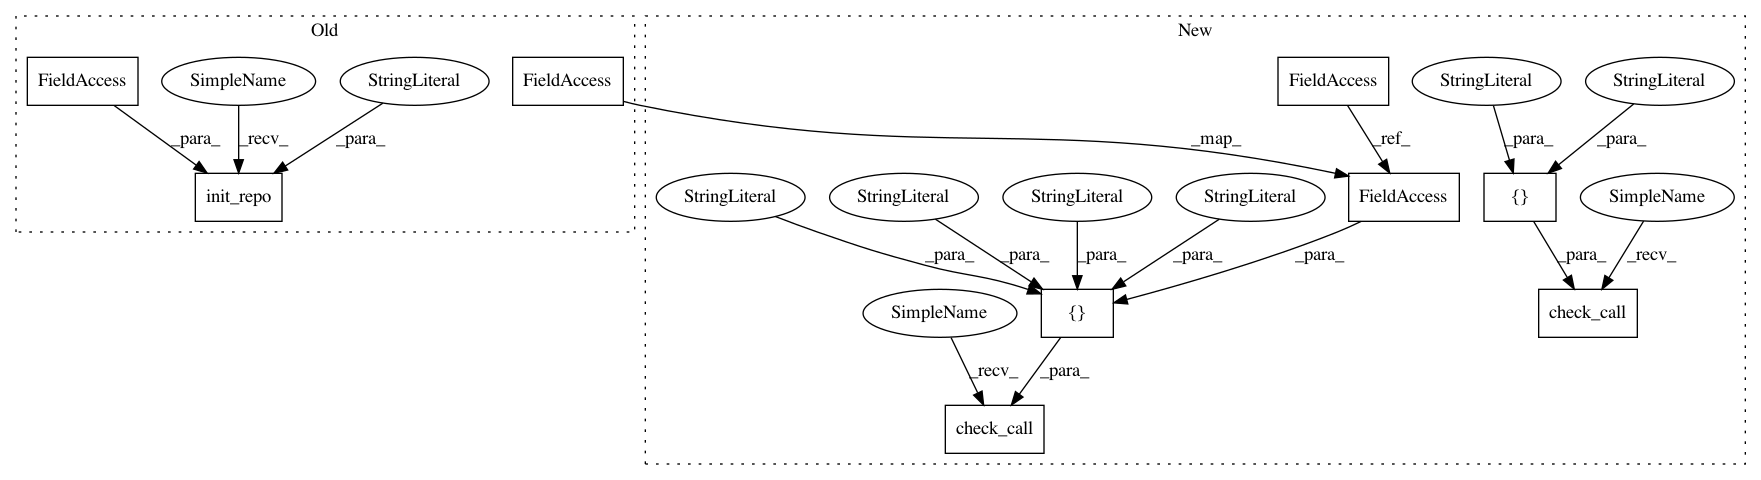 Old
New
FieldAccess
SimpleName
StringLiteral
FieldAccess
FieldAccess
StringLiteral
StringLiteral
_para_
_recv_
_para_
_map_
_ref_
_para_
_para_
init_repo
StringLiteral
StringLiteral
StringLiteral
StringLiteral
FieldAccess
{}
SimpleName
_para_
_para_
_para_
_para_
_para_
_para_
_recv_
SimpleName
{}
check_call
_recv_
_para_
check_call